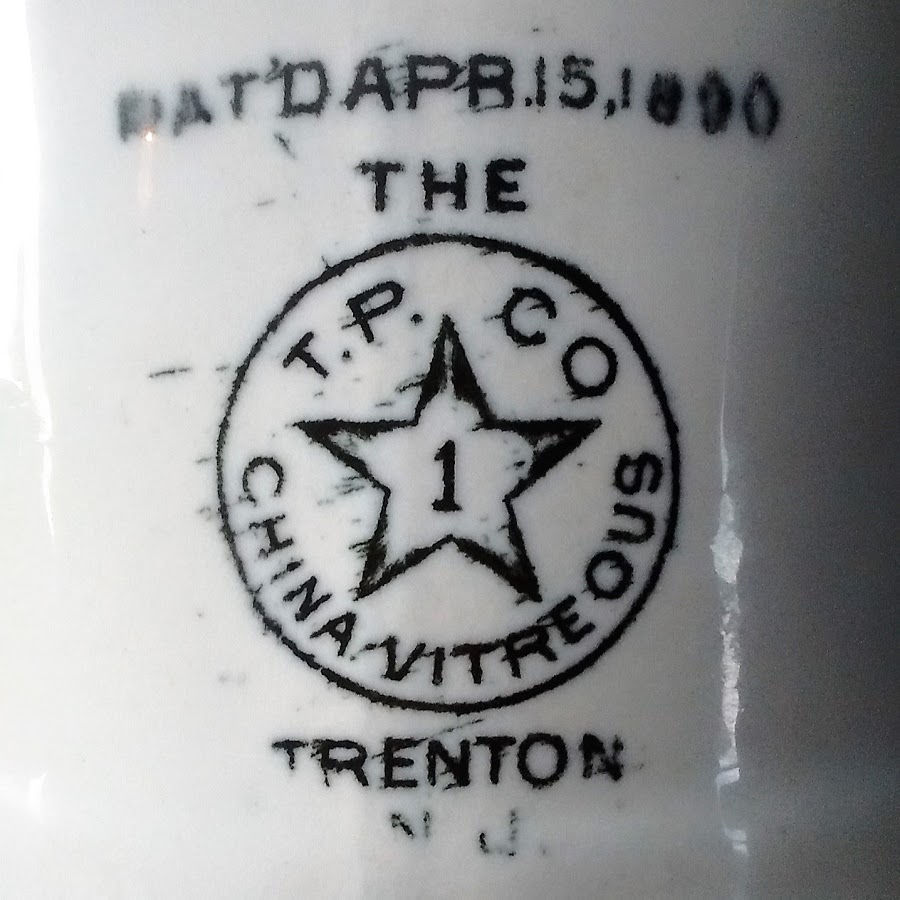 PAT'D APR. 15, 1890
THE
T.P. CO
1
CHINA VITREOUS
TRENTON
N J.